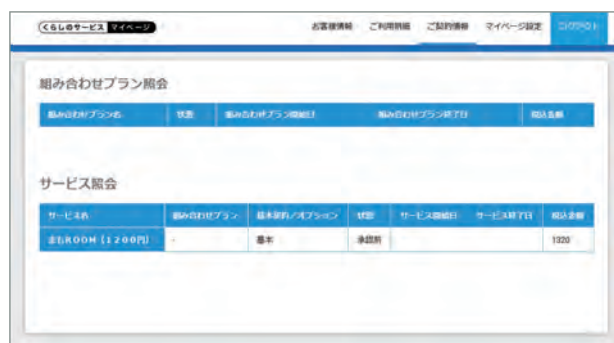 くらしのサービス マイページ
お客様情報 ご利用明細 ご契約情報 マイページ設定 ログアウト
組み合わせプラン照会
組み合わせプラン名 状態 組み合わせプラン開始日 組み合わせプラン終了日 税込金額
サービス照会
サービス名 組み合わせプラン 基本契約/オプション 状態 サービス開始日 サービス終了日 税込金額
ROOM (1200円) - 基本 承認前 1320